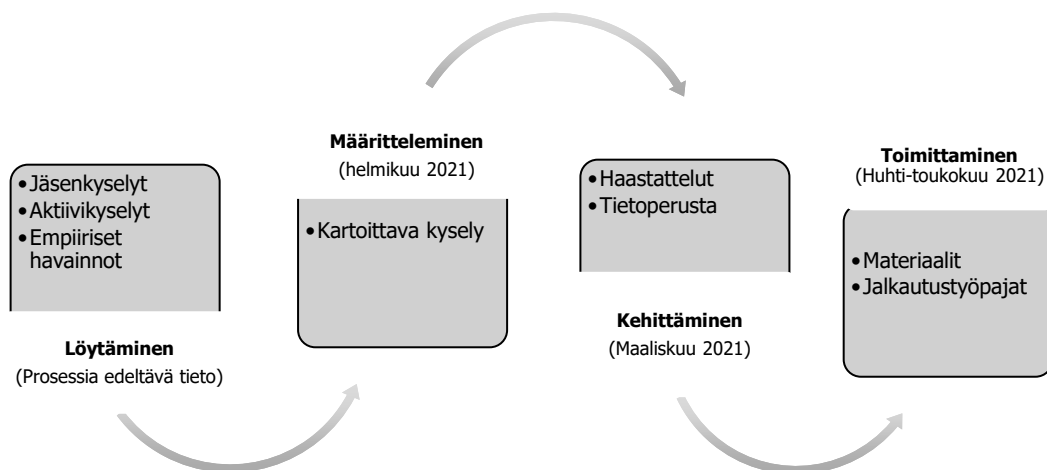 •Jäsenkyselyt
•Aktiivikyselyt
•Empiiriset
havainnot
Löytäminen
(Prosessia edeltävä tieto)
Määritteleminen
(helmikuu 2021)
•Kartoittava kysely
•Haastattelut
•Tietoperusta
Kehittäminen
(Maaliskuu 2021)
Toimittaminen
(Huhti-toukokuu 2021)
•Materiaalit
•Jalkautustyöpajat